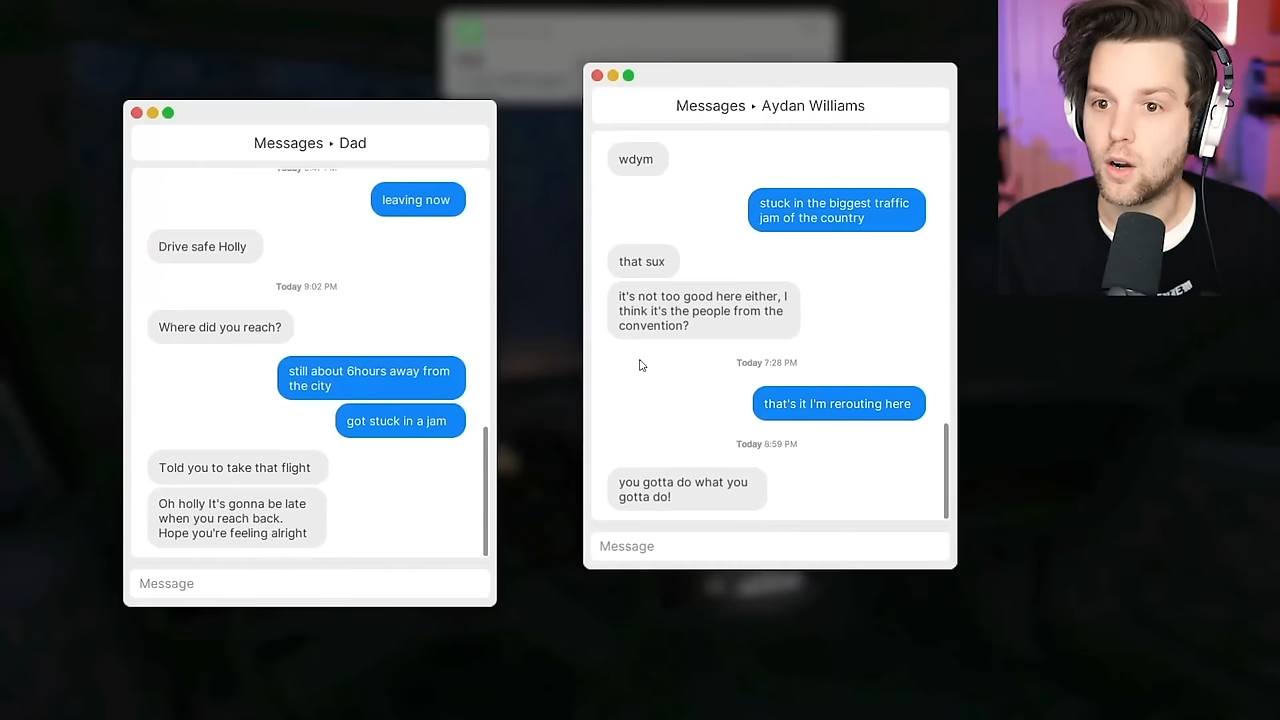 Messages ▸ Dad
leaving now
Drive safe Holly
Today 9:02 PM
Where did you reach?
still about 6hours away from
the city
got stuck in a jam
Told you to take that flight
Oh holly It's gonna be late
when you reach back.
Hope you're feeling alright
Message
Messages ▸ Aydan Williams
wdym
stuck in the biggest traffic
jam of the country
that sux
it's not too good here either, I
think it's the people from the
convention?
Today 7:28 PM
that's it I'm rerouting here
Today 8:59 PM
you gotta do what you
gotta do!
Message